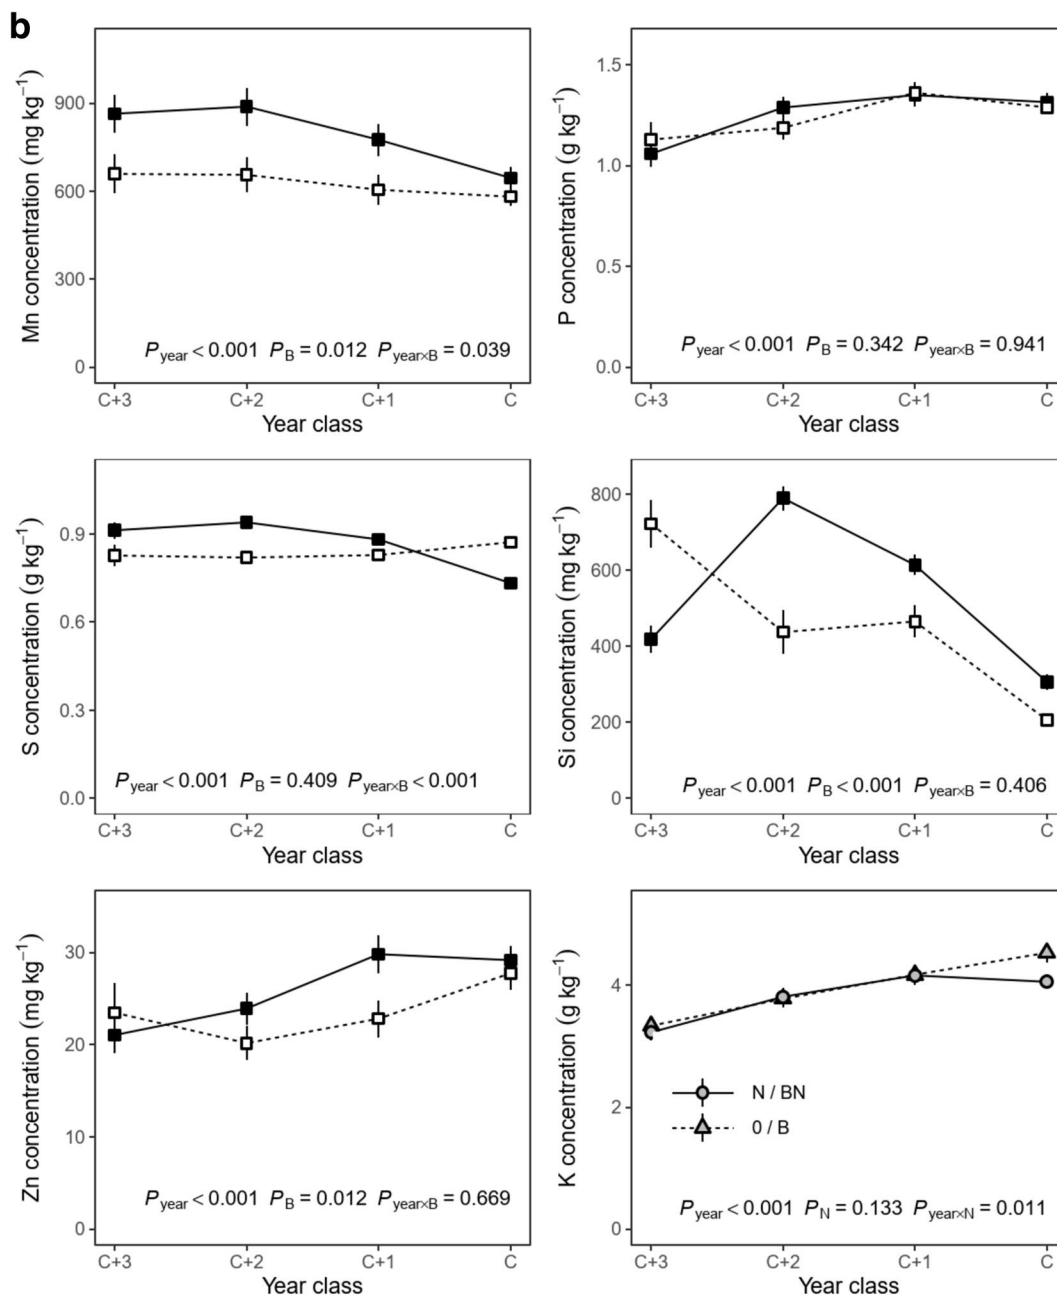 b
Mn concentration (mg kg⁻¹)
900
600
300
0
P_year < 0.001 P_B = 0.012 P_year×B = 0.039
C+3 C+2 C+1 C
Year class
P concentration (g kg⁻¹)
1.5
1.0
0.5
0.0
P_year < 0.001 P_B = 0.342 P_year×B = 0.941
C+3 C+2 C+1 C
Year class
S concentration (g kg⁻¹)
0.9
0.6
0.3
0.0
P_year < 0.001 P_B = 0.409 P_year×B < 0.001
C+3 C+2 C+1 C
Year class
Si concentration (mg kg⁻¹)
800
600
400
200
0
P_year < 0.001 P_B < 0.001 P_year×B = 0.406
C+3 C+2 C+1 C
Year class
Zn concentration (mg kg⁻¹)
30
20
10
0
P_year < 0.001 P_B = 0.012 P_year×B = 0.669
C+3 C+2 C+1 C
Year class
K concentration (g kg⁻¹)
4
2
0
N / BN
0 / B
P_year < 0.001 P_N = 0.133 P_year×N = 0.011
C+3 C+2 C+1 C
Year class